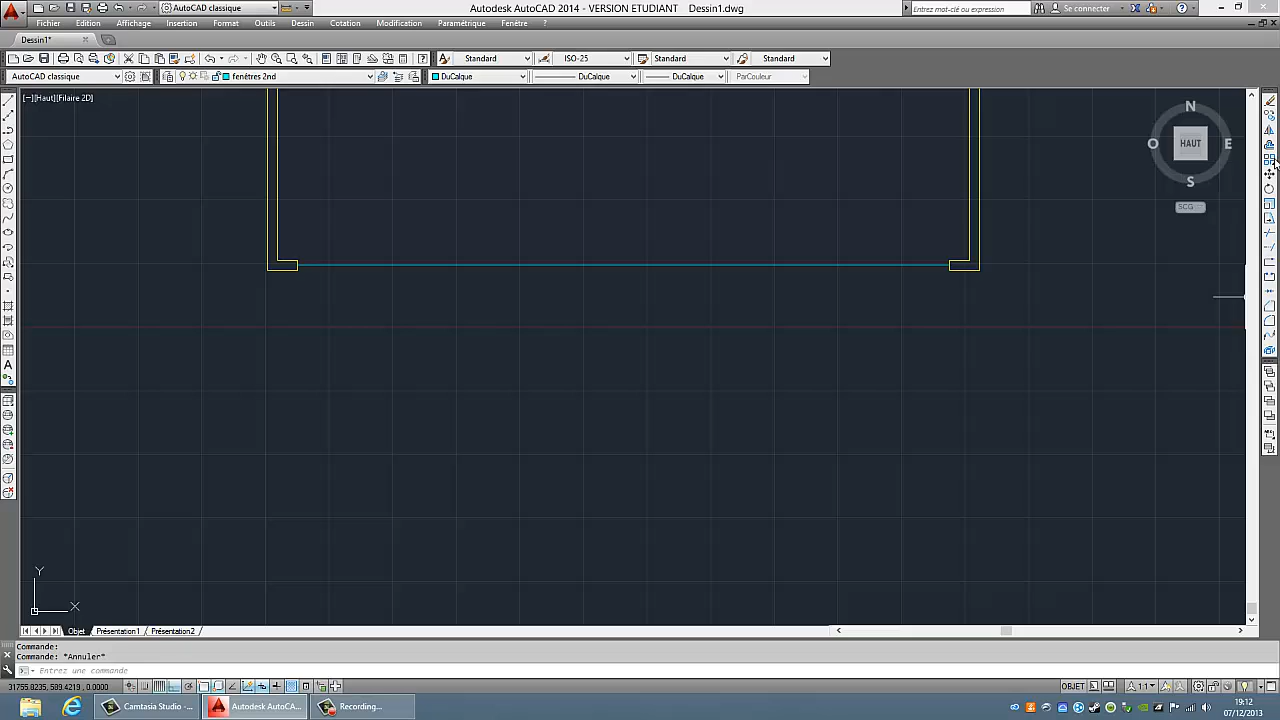 AutoCAD classique
Autodesk AutoCAD 2014 - VERSION ETUDIANT Dessin1.dwg
Entrez mot-clé ou expression
Se connecter
Fichier Edition Affichage Insertion Format Outils Dessin Cotation Modification Paramétrique Fenêtre ?
Dessin1*
Standard ISO-25 Standard Standard
AutoCAD classique fenêtres 2nd DuCalque DuCalque DuCalque ParCouleur
[−][Haut][Filaire 2D]
N
O HAUT E
S
SCG
Y
X
Objet Présentation1 Présentation2
Commande:
Commande: *Annuler*
Entrez une commande
OBJET 1:1
Camtasia Studio -... Autodesk AutoCA... Recording...
19:12
07/12/2013